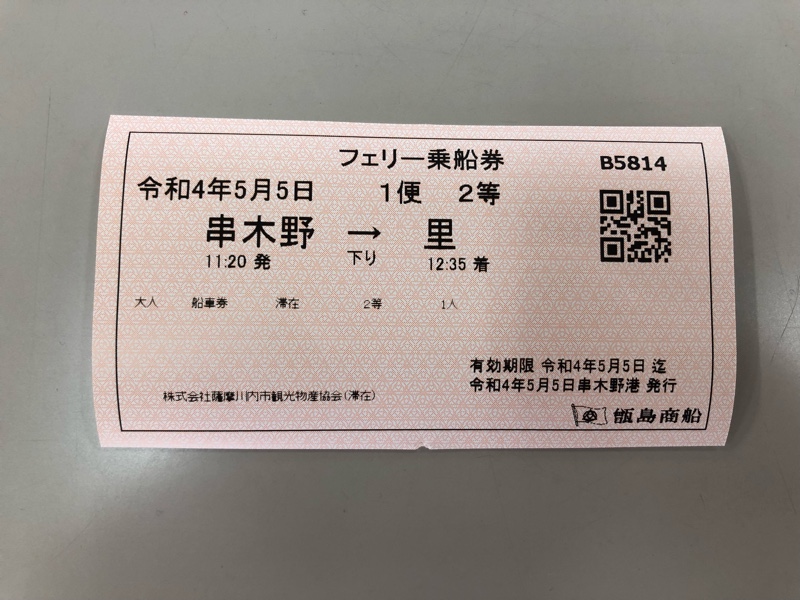 フェリー乗船券 B5814
令和4年5月5日 1便 2等
串木野 → 里
11:20 発 下り 12:35 着
大人 船車券 滞在 2等 1人
有効期限 令和4年5月5日 迄
令和4年5月5日串木野港 発行
株式会社薩摩川内市観光物産協会(滞在)
甑島商船